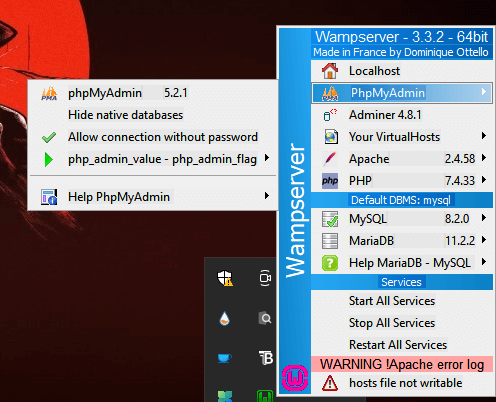 Wampserver - 3.3.2 - 64bit
Made in France by Dominique Ottello
Localhost
PhpMyAdmin
Adminer 4.8.1
Your VirtualHosts
Apache 2.4.58
php PHP 7.4.33
Default DBMS: mysql
MySQL 8.2.0
MariaDB 11.2.2
Help MariaDB - MySQL
Services
Start All Services
Stop All Services
Restart All Services
WARNING !Apache error log
hosts file not writable
Wampserver
PMA phpMyAdmin 5.2.1
Hide native databases
Allow connection without password
php_admin_value - php_admin_flag
Help PhpMyAdmin